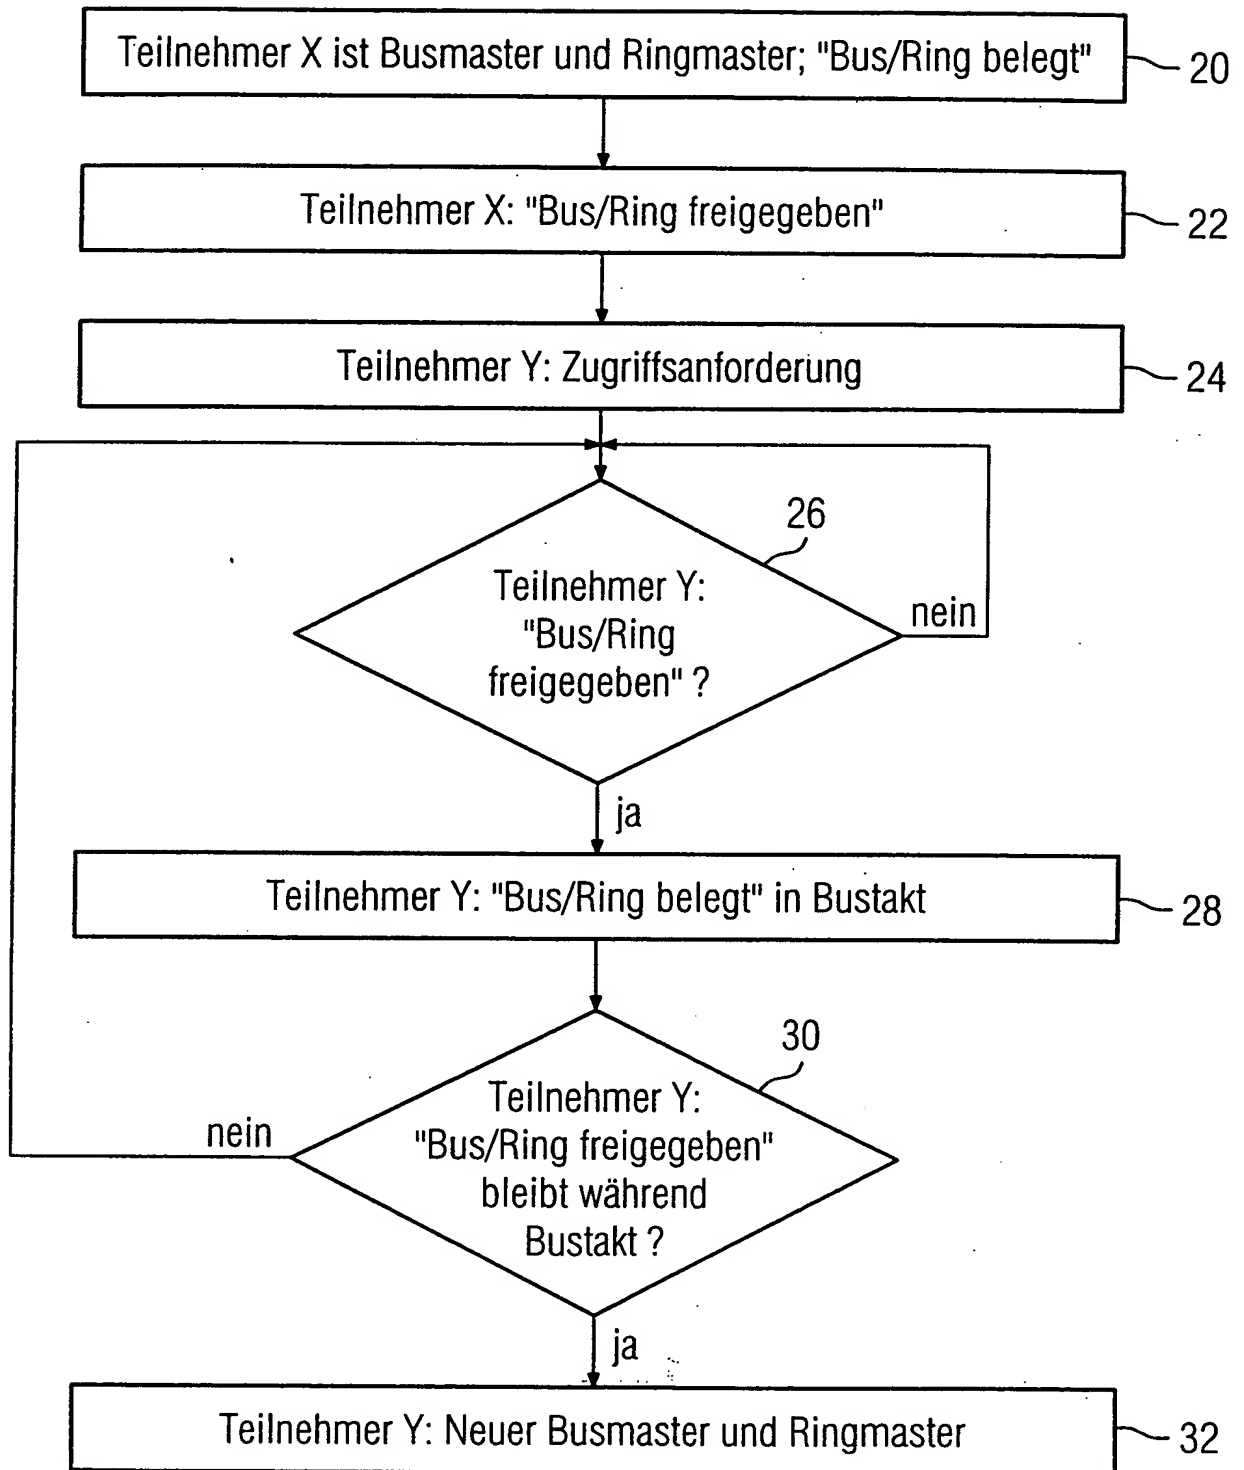 Teilnehmer X ist Busmaster und Ringmaster; "Bus/Ring belegt"
20
Teilnehmer X: "Bus/Ring freigegeben"
22
Teilnehmer Y: Zugriffsanforderung
24
26
Teilnehmer Y:
"Bus/Ring
freigegeben" ?
nein
ja
Teilnehmer Y: "Bus/Ring belegt" in Bustakt
28
30
Teilnehmer Y:
"Bus/Ring freigegeben"
bleibt während
Bustakt ?
nein
ja
Teilnehmer Y: Neuer Busmaster und Ringmaster
32